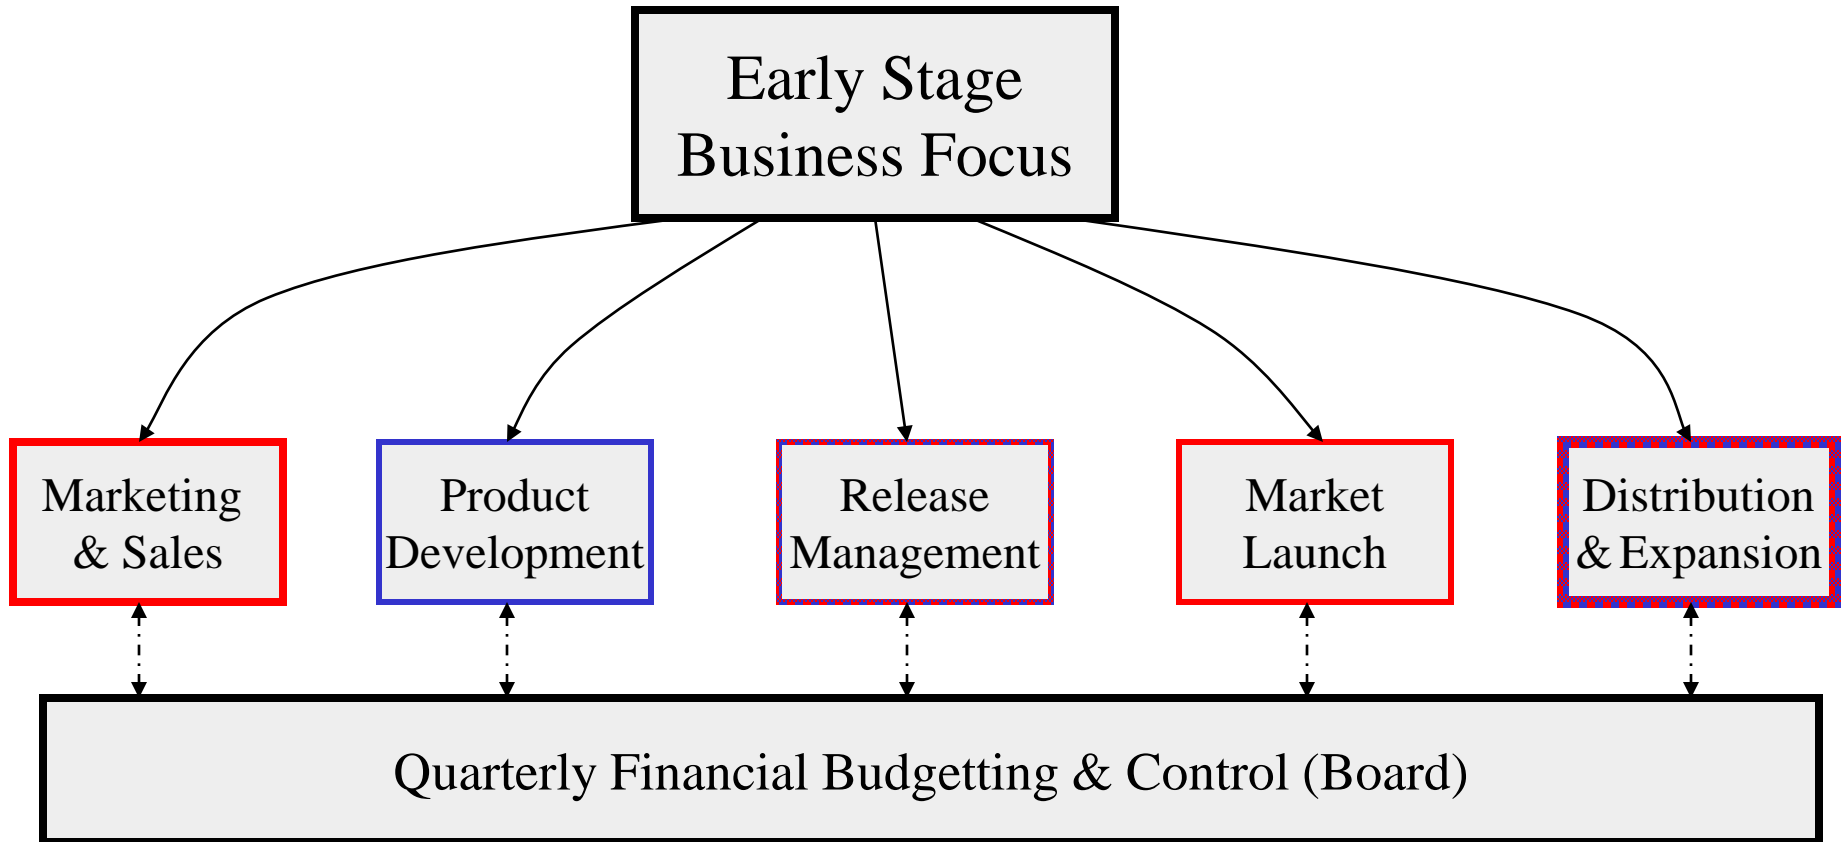 Early Stage
Business Focus
Marketing
& Sales
Product
Development
Release
Management
Market
Launch
Distribution
& Expansion
Quarterly Financial Budgetting & Control (Board)